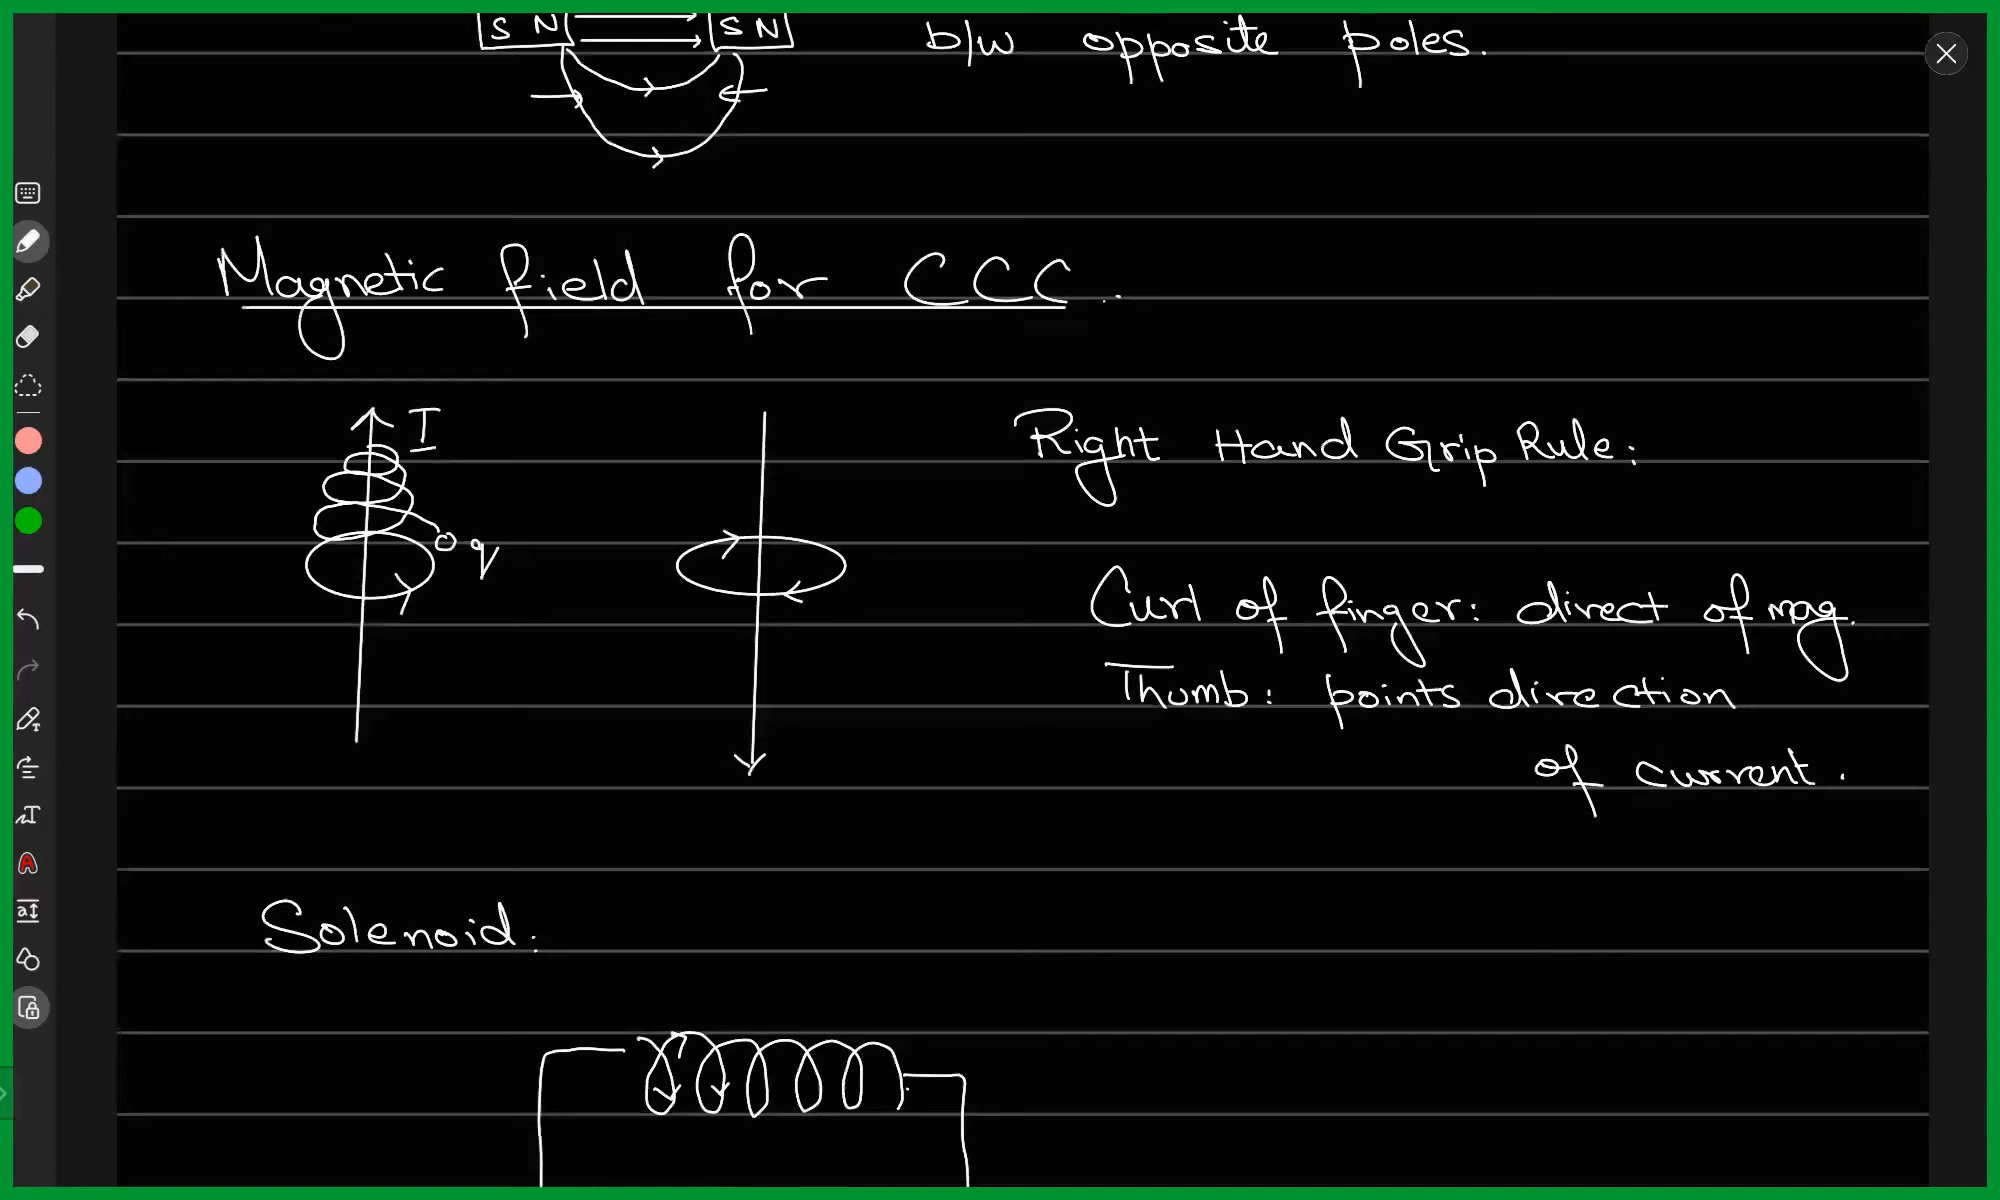 S N S N b/w opposite poles.
Magnetic field for CCC.
I
Right Hand Grip Rule:
q
Curl of finger: direct of mag.
Thumb: points direction
of current.
Solenoid.